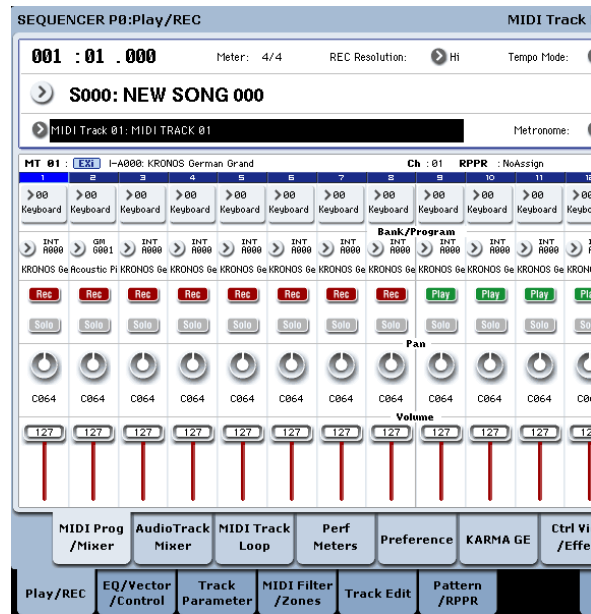 SEQUENCER P0:Play/REC MIDI Track
001 :01 .000 Meter: 4/4 REC Resolution: Hi Tempo Mode:
S000: NEW SONG 000
MIDI Track 01: MIDI TRACK 01 Metronome:
MT 01 : EXi I-A000: KRONOS German Grand Ch :01 RPPR : NoAssign
1 2 3 4 5 6 7 8 9 10 11
00 00 00 00 00 00 00 00 00 00 00 00
Keyboard Keyboard Keyboard Keyboard Keyboard Keyboard Keyboard Keyboard Keyboard Keyboard Keyboard
Bank/Program
INT GM INT INT INT INT INT INT INT INT INT
A000 G001 A000 A000 A000 A000 A000 A000 A000 A000 A000
KRONOS Ge Acoustic Pi KRONOS Ge KRONOS Ge KRONOS Ge KRONOS Ge KRONOS Ge KRONOS Ge KRONOS Ge KRONOS Ge KRONOS Ge
Rec Rec Rec Rec Rec Rec Rec Rec Play Play Play
Solo Solo Solo Solo Solo Solo Solo Solo Solo Solo Solo
Pan
C064 C064 C064 C064 C064 C064 C064 C064 C064 C064 C064
Volume
127 127 127 127 127 127 127 127 127 127 127
MIDI Prog AudioTrack MIDI Track Perf Preference KARMA GE Ctrl
/Mixer Mixer Loop Meters
Play/REC EQ/Vector Track MIDI Filter Track Edit Pattern
/Control Parameter /Zones /RPPR